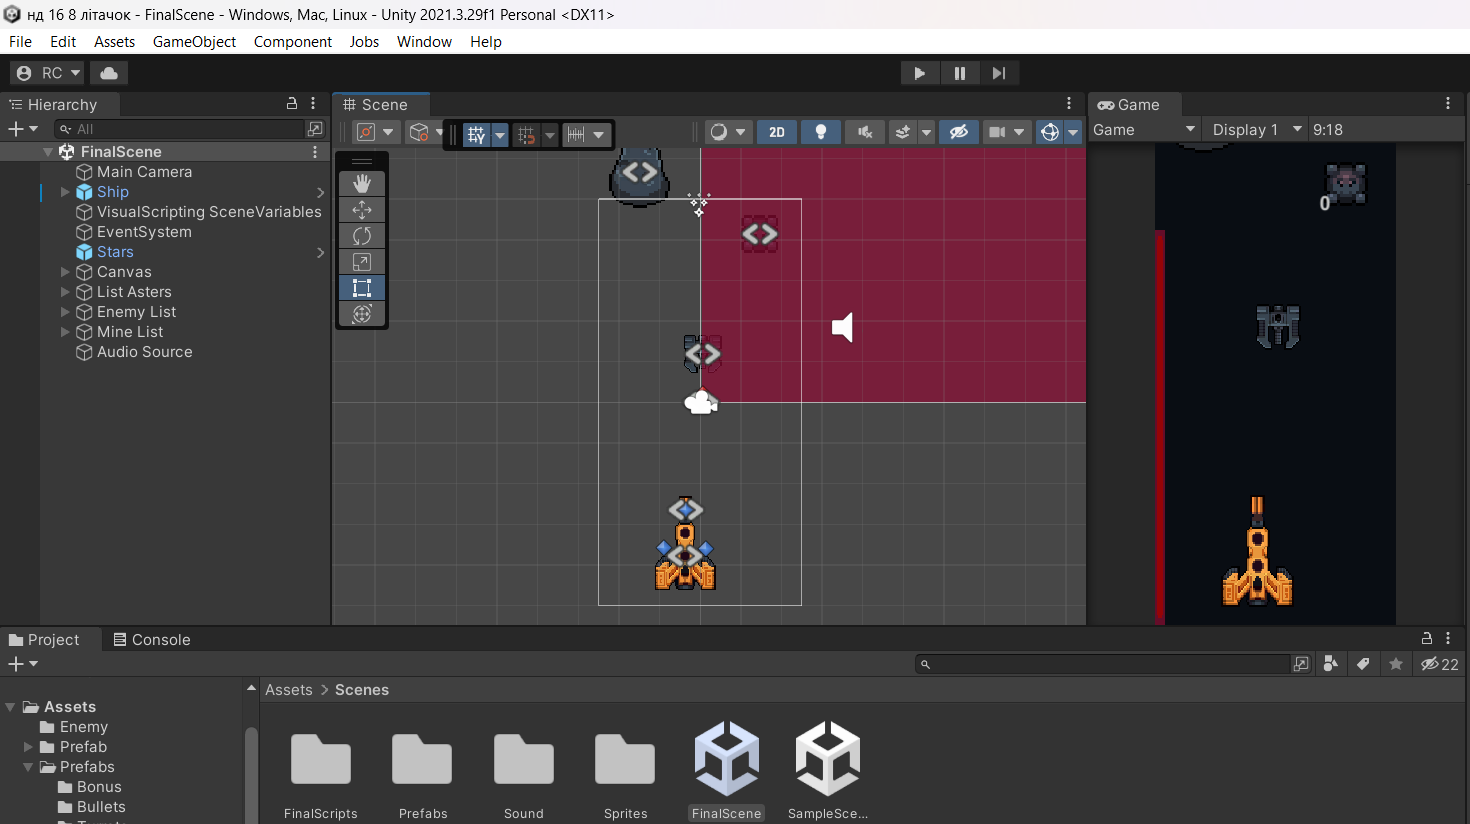 нд 16 8 літачок - FinalScene - Windows, Mac, Linux - Unity 2021.3.29f1 Personal <DX11>
File Edit Assets GameObject Component Jobs Window Help
RC
Hierarchy
All
FinalScene
Main Camera
Ship
VisualScripting SceneVariables
EventSystem
Stars
Canvas
List Asters
Enemy List
Mine List
Audio Source
Scene
2D
Game
Game Display 1 9:18
0
Project Console
22
Assets
Enemy
Prefab
Prefabs
Bonus
Bullets
Assets > Scenes
FinalScripts Prefabs Sound Sprites FinalScene SampleSce...